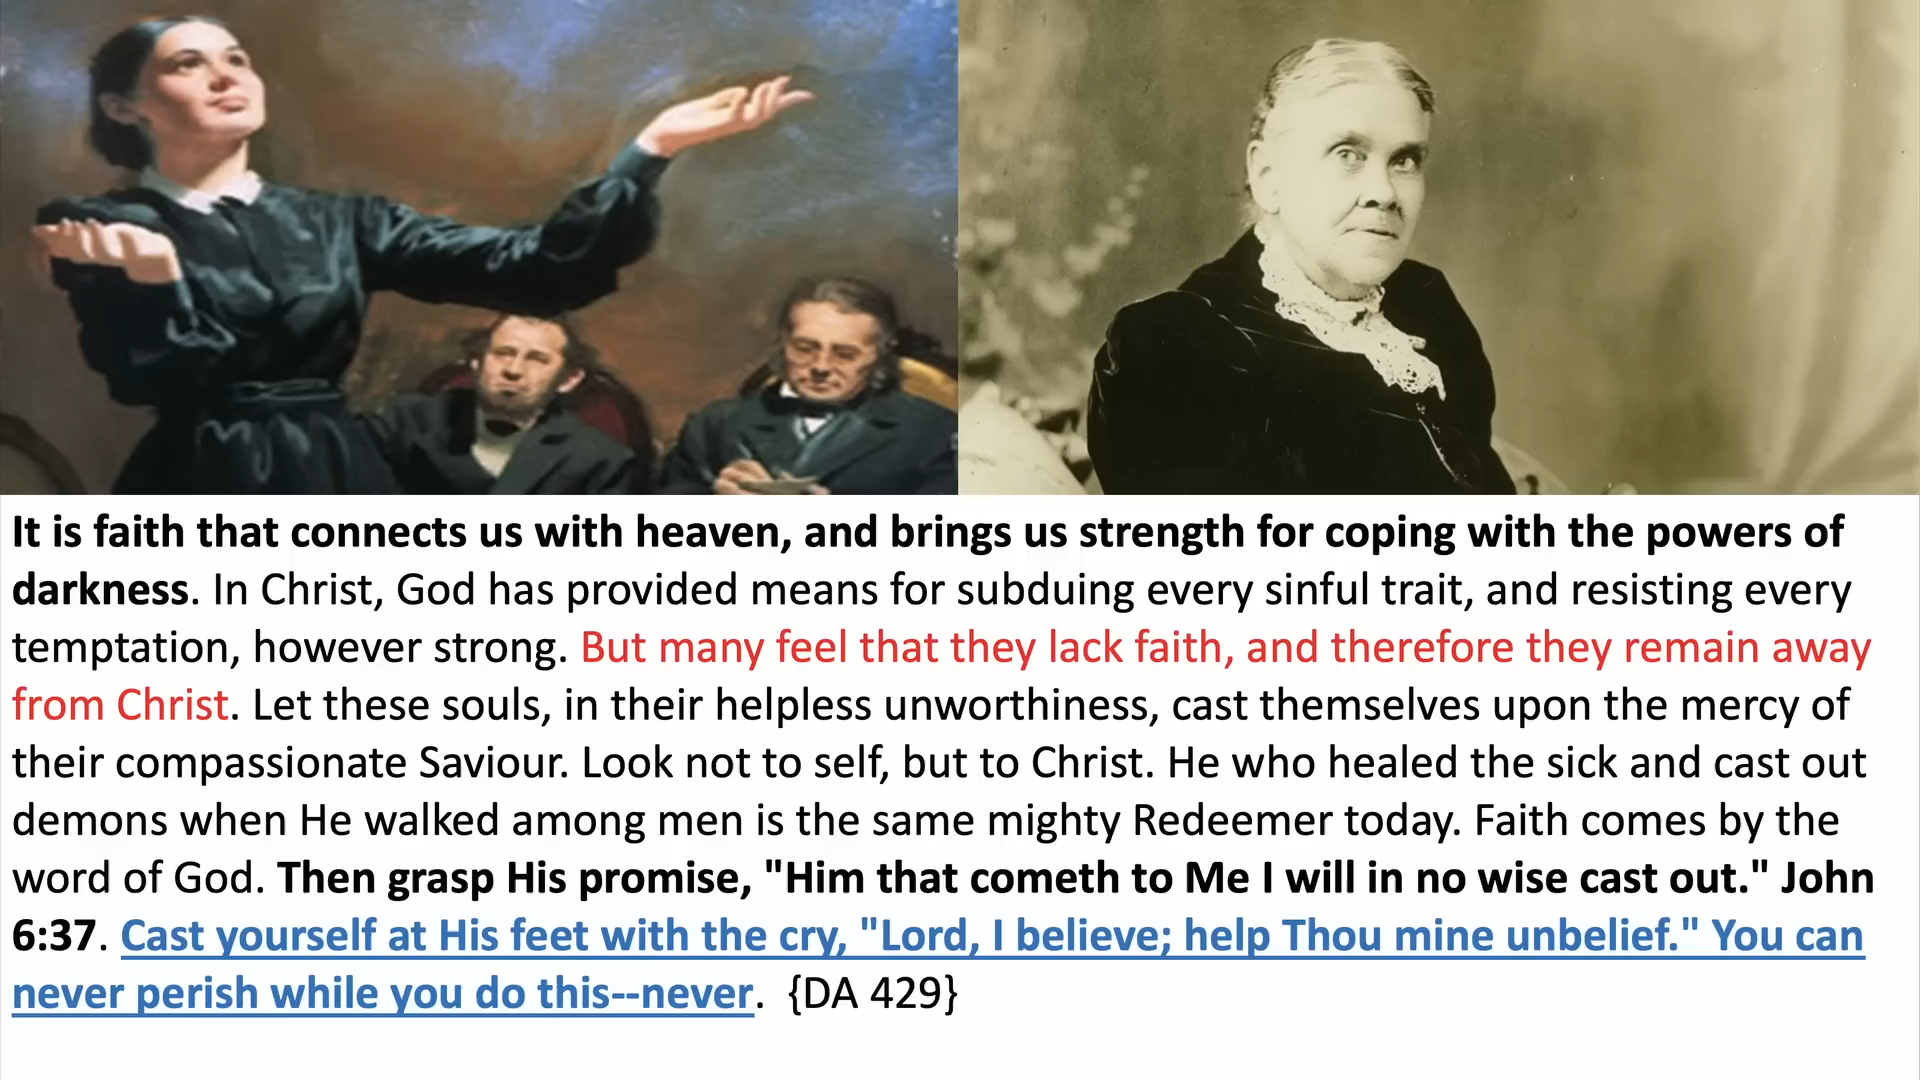 It is faith that connects us with heaven, and brings us strength for coping with the powers of
darkness. In Christ, God has provided means for subduing every sinful trait, and resisting every
temptation, however strong. But many feel that they lack faith, and therefore they remain away
from Christ. Let these souls, in their helpless unworthiness, cast themselves upon the mercy of
their compassionate Saviour. Look not to self, but to Christ. He who healed the sick and cast out
demons when He walked among men is the same mighty Redeemer today. Faith comes by the
word of God. Then grasp His promise, "Him that cometh to Me I will in no wise cast out." John
6:37. Cast yourself at His feet with the cry, "Lord, I believe; help Thou mine unbelief." You can
never perish while you do this--never.  {DA 429}